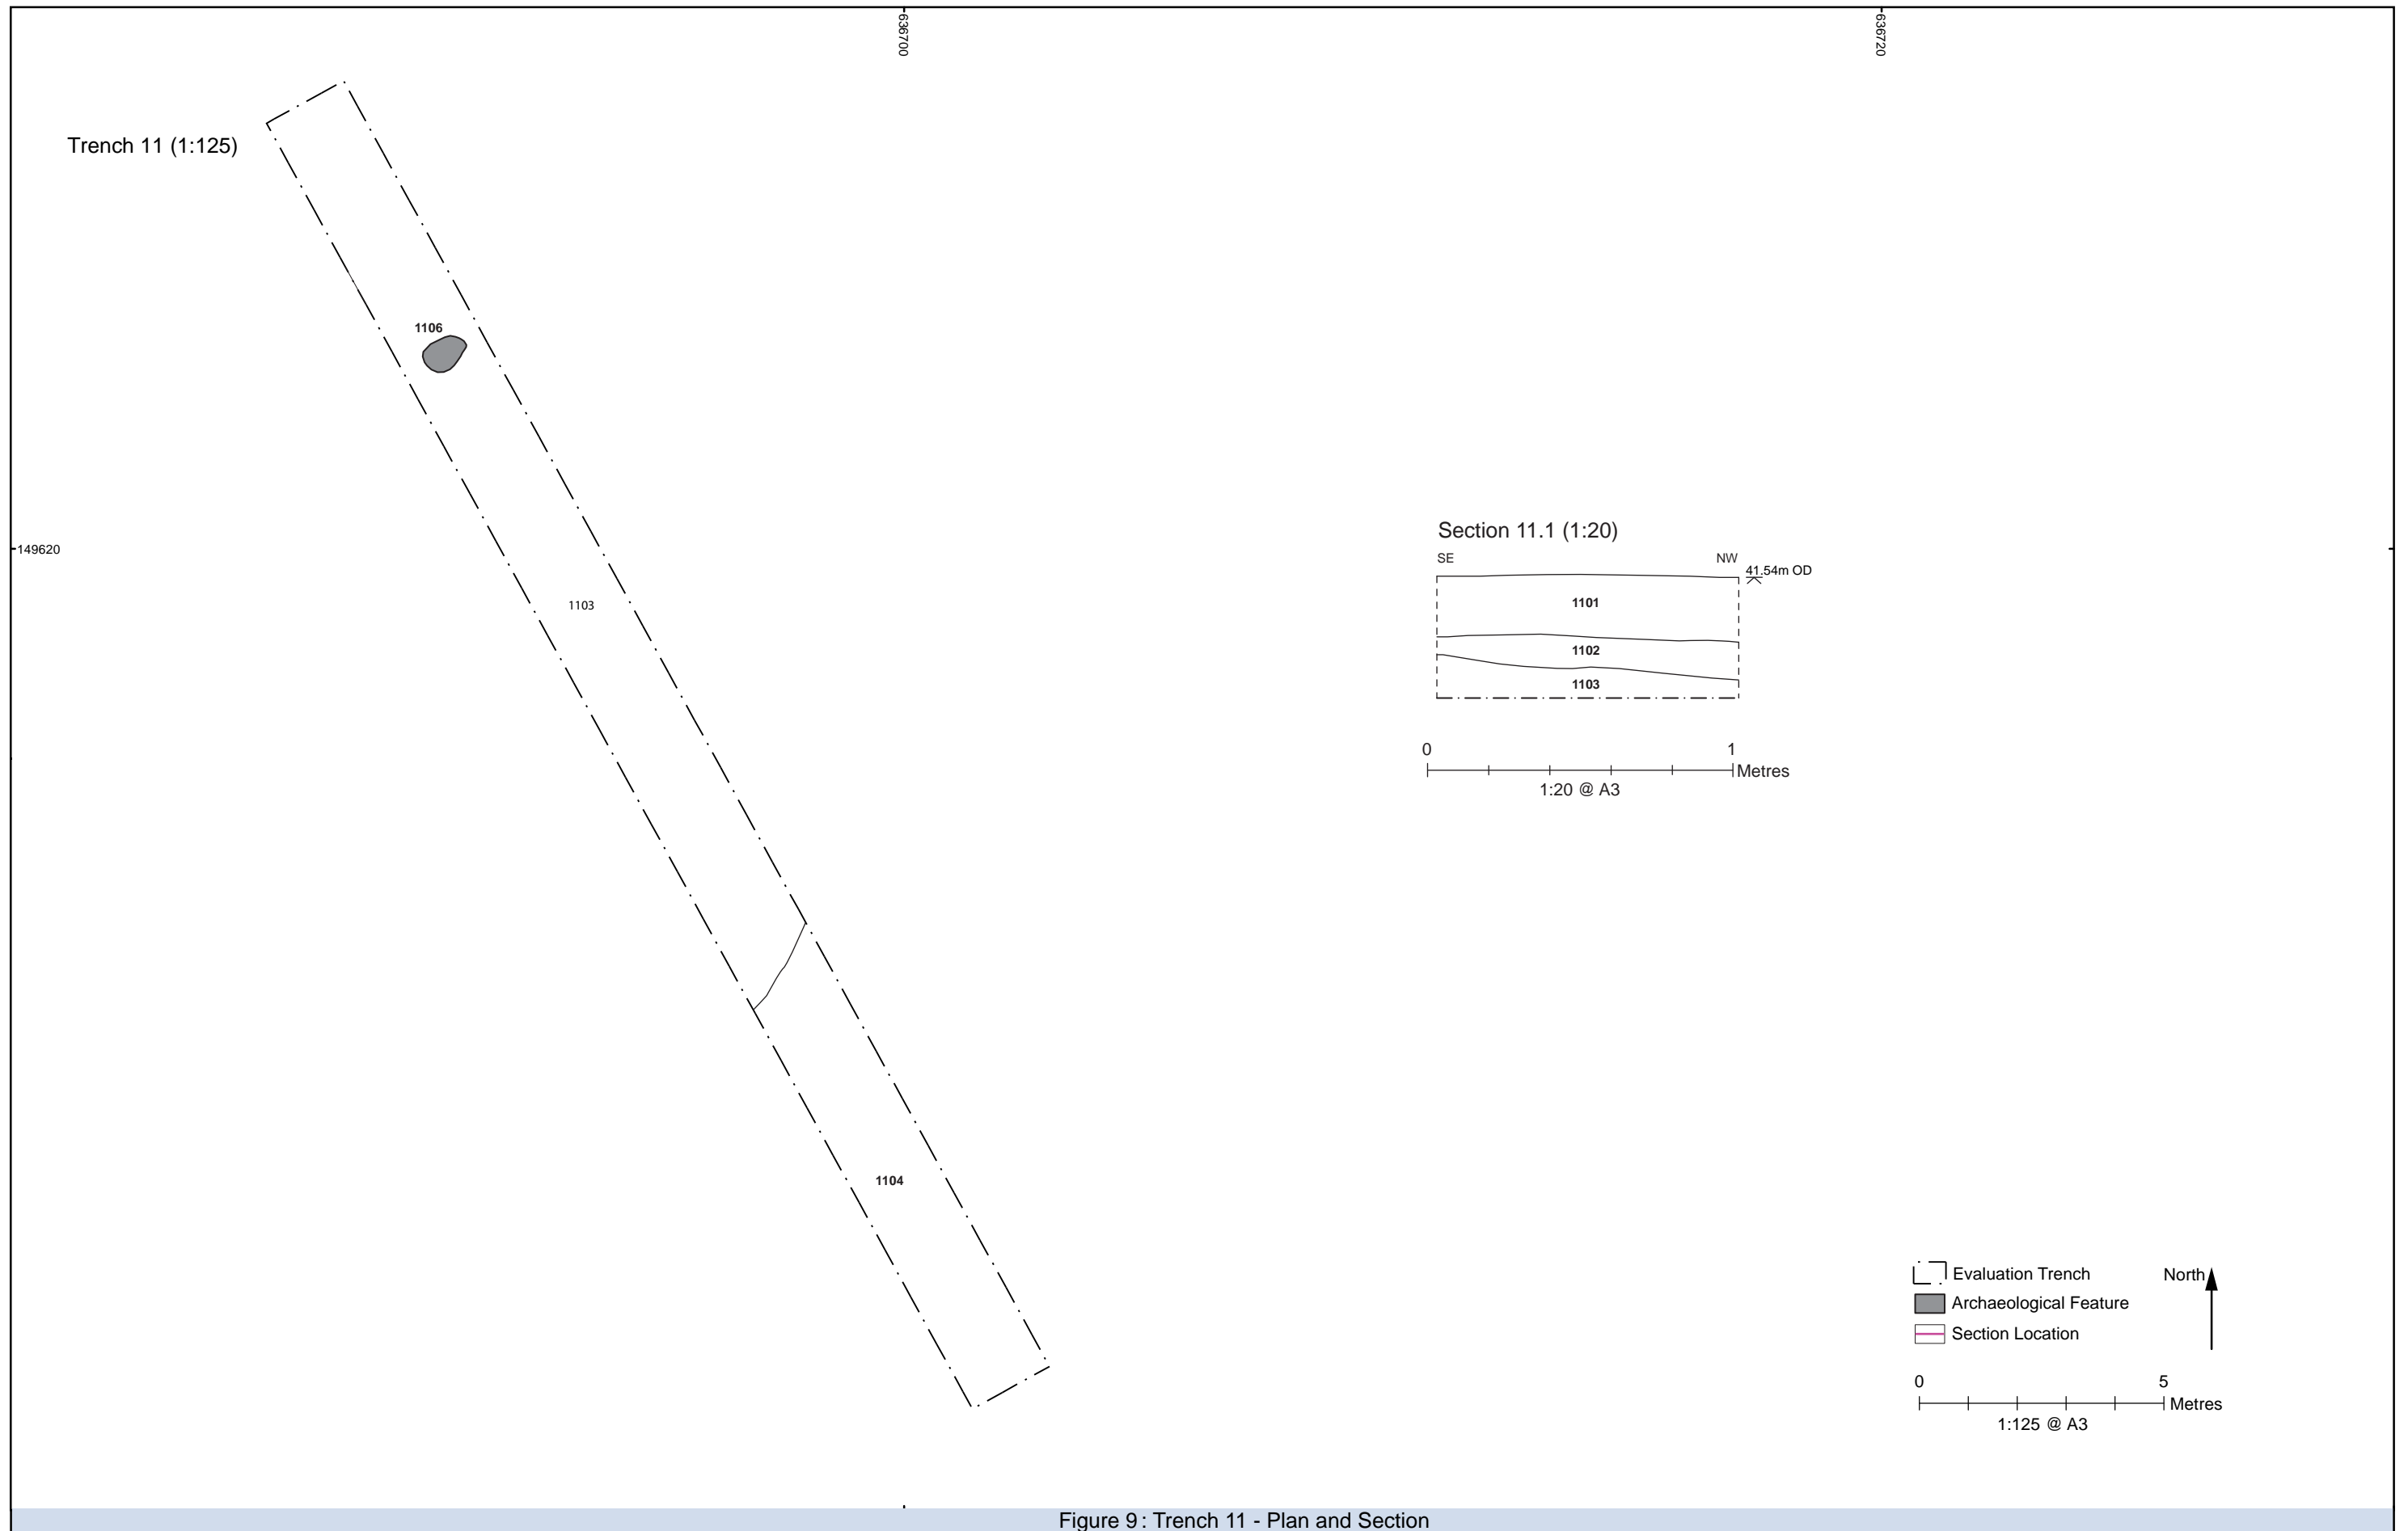 636700
636720
Trench 11 (1:125)
1106
149620
1103
Section 11.1 (1:20)
SE
NW
41.54m OD
1101
1102
1103
0
1
Metres
1:20 @ A3
1104
Evaluation Trench
North
Archaeological Feature
Section Location
0
5
Metres
1:125 @ A3
Figure 9 : Trench 11 - Plan and Section